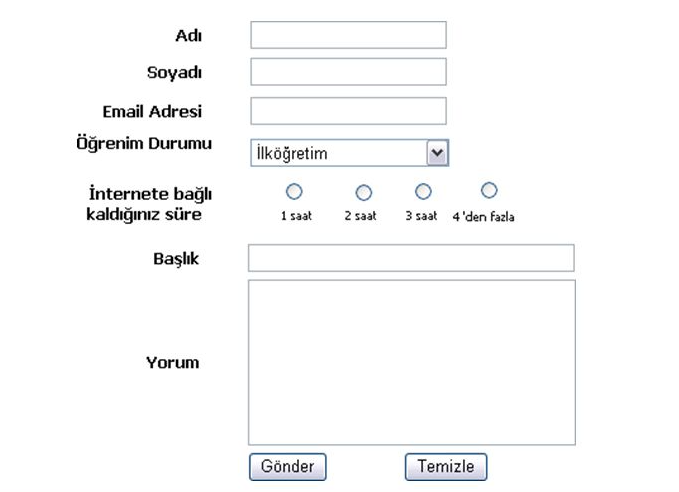 Adı
Soyadı
Email Adresi
Öğrenim Durumu
İlköğretim
İnternete bağlı
kaldığınız süre
1 saat 2 saat 3 saat 4 'den fazla
Başlık
Yorum
Gönder Temizle